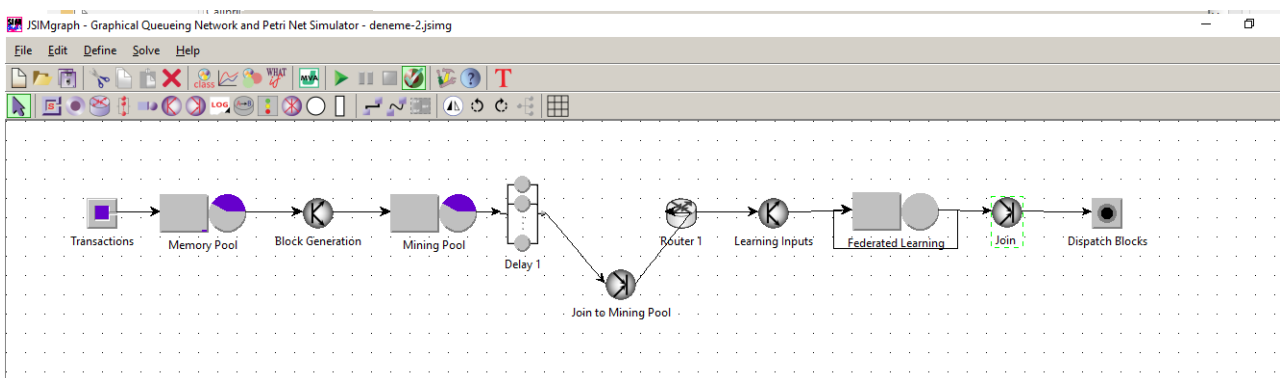 JSIMgraph - Graphical Queueing Network and Petri Net Simulator - deneme-2.jsimg
File Edit Define Solve Help
class WHAT IF MVA T
S LOG
Transactions
Memory Pool
Block Generation
Mining Pool
Delay 1
Join to Mining Pool
Router 1
Learning Inputs
Federated Learning
Join
Dispatch Blocks